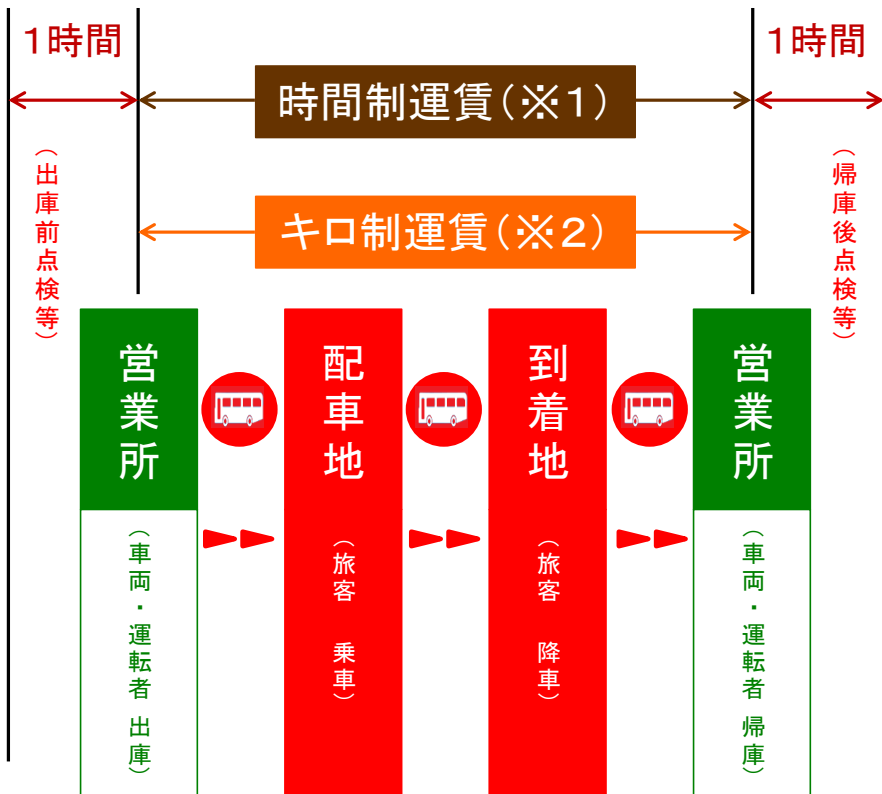 1時間
1時間
時間制運賃(※1)
(出庫前点検等)
(帰庫後点検等)
キロ制運賃(※2)
営業所
配車地
到着地
営業所
(車両・運転者 出庫)
(旅客 乗車)
(旅客 降車)
(車両・運転者 帰庫)